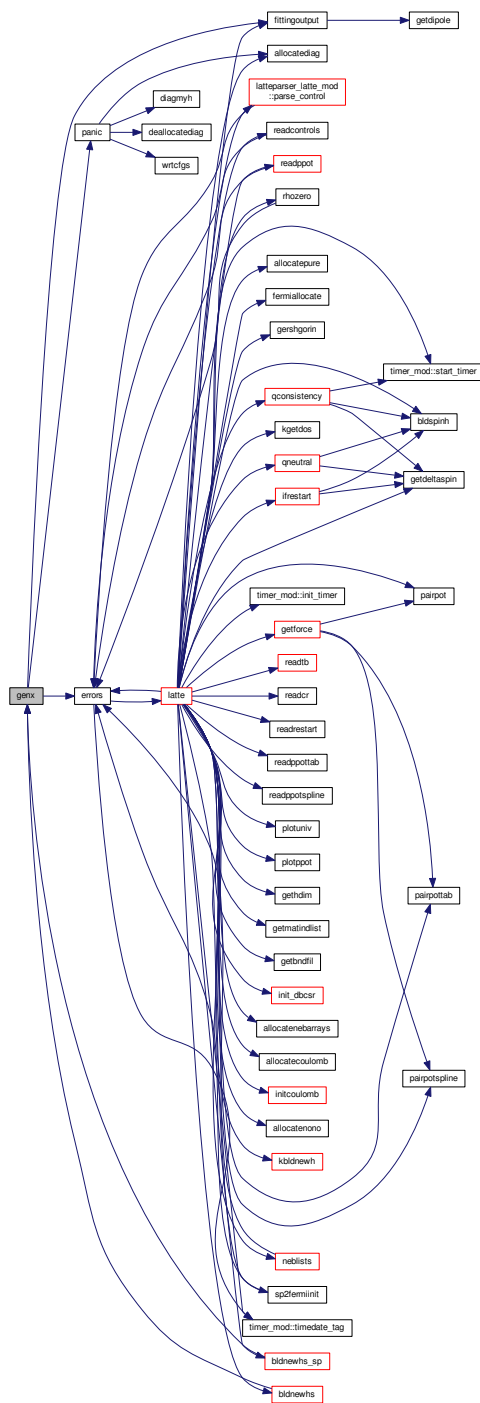 fittingoutput
getdipole
allocatediag
latteparser_latte_mod
::parse_control
diagmyh
panic
deallocatediag
readcontrols
wrtcfgs
readppot
rhozero
allocatepure
fermiallocate
gershgorin
timer_mod::start_timer
qconsistency
bldspinh
kgetdos
qneutral
getdeltaspin
ifrestart
timer_mod::init_timer
pairpot
getforce
readtb
genx
errors
latte
readcr
readrestart
readppottab
readppotspline
plotuniv
plotppot
gethdim
pairpottab
getmatindlist
getbndfil
init_dbcsr
allocatenebarrays
allocatecoulomb
pairpotspline
initcoulomb
allocatenono
kbldnewh
neblists
sp2fermiinit
timer_mod::timedate_tag
bldnewhs_sp
bldnewhs